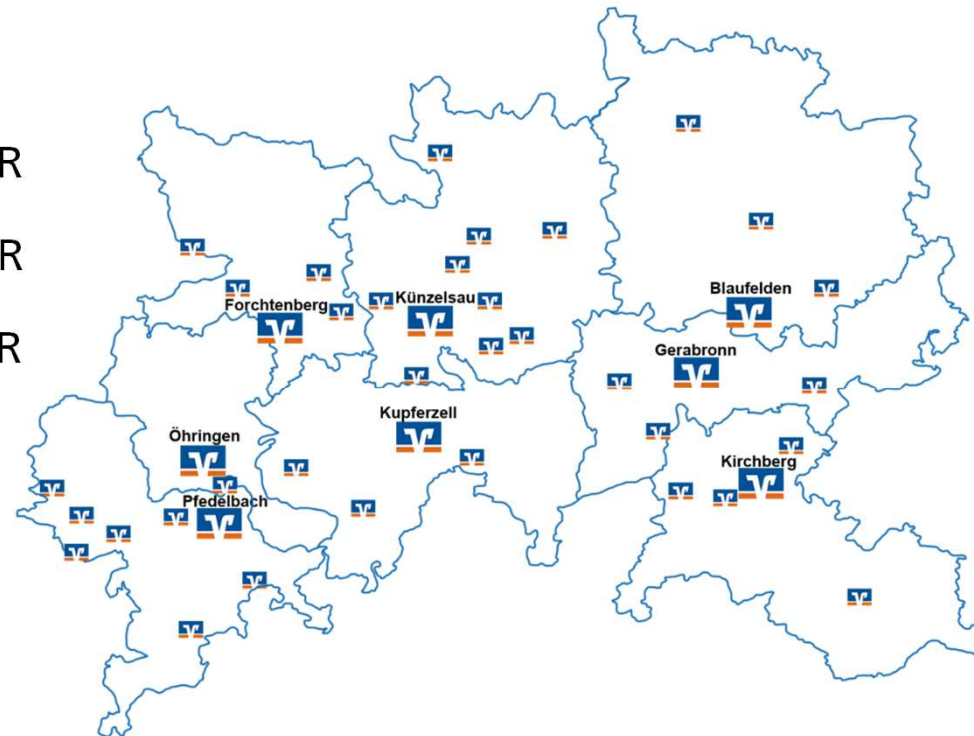 R
R
R
Blaufelden
Künzelsau
Forchtenberg
Gerabronn
Kupferzell
Öhringen
Kirchberg
Pfedelbach